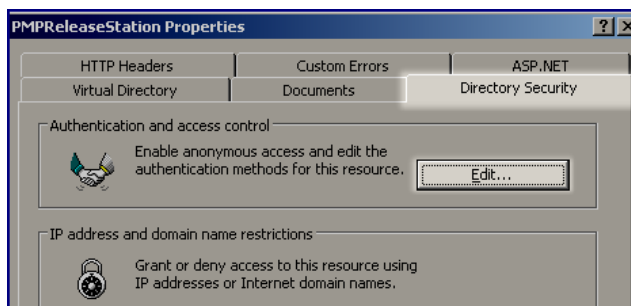 PMPReleaseStation Properties
HTTP Headers
Custom Errors
ASP.NET
Virtual Directory
Documents
Directory Security
Authentication and access control
Enable anonymous access and edit the
authentication methods for this resource.
Edit...
IP address and domain name restrictions
Grant or deny access to this resource using
IP addresses or Internet domain names.